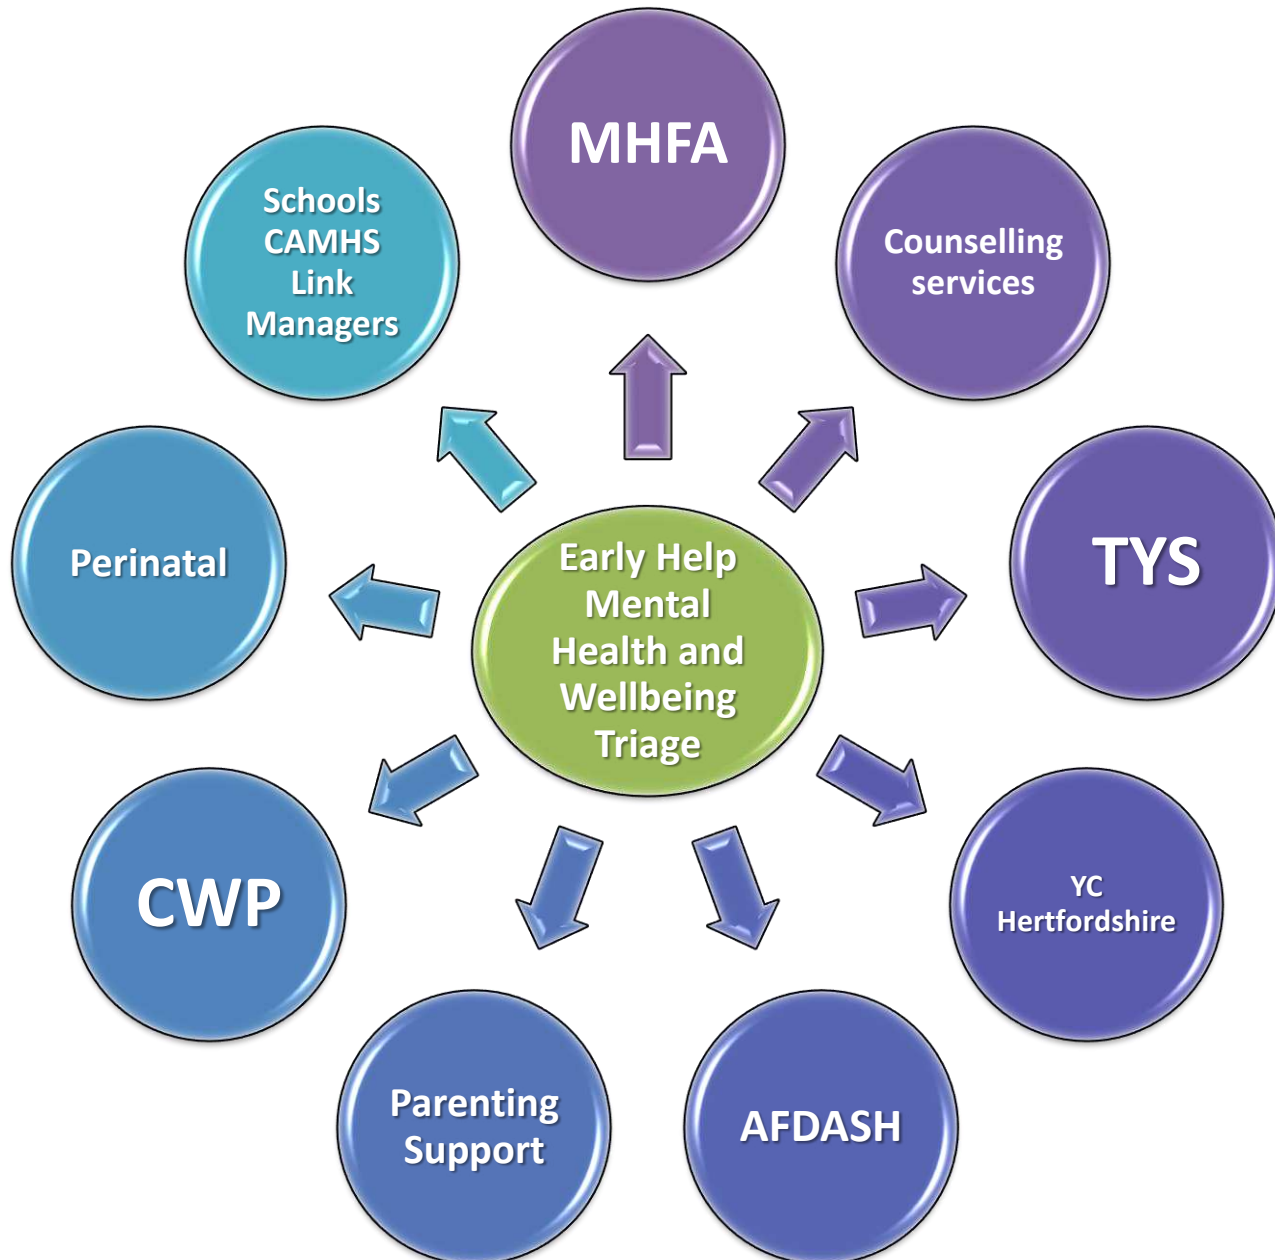 MHFA
Counselling
services
TYS
YC
Hertfordshire
AFDASH
Parenting
Support
CWP
Perinatal
Schools
CAMHS
Link
Managers
Early Help
Mental
Health and
Wellbeing
Triage